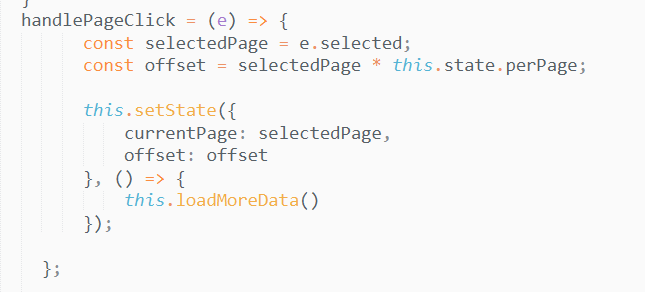 }
handlePageClick = (e) => {
const selectedPage = e.selected;
const offset = selectedPage * this.state.perPage;
this.setState({
currentPage: selectedPage,
offset: offset
}, () => {
this.loadMoreData()
});
};